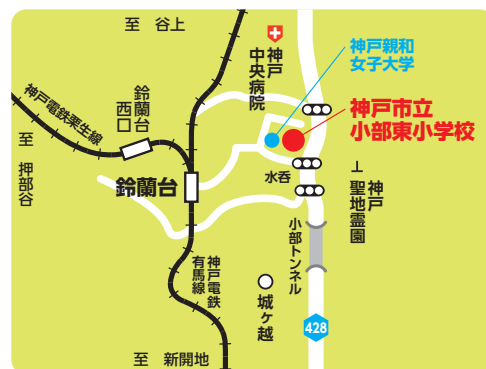 至 谷上
神戸
中央病院
神戸親和
女子大学
神戸市立
小部東小学校
鈴蘭台
西口
神戸電鉄粟生線
至 押部谷
鈴蘭台
水呑
神戸
聖地霊園
小部トンネル
神戸電鉄
有馬線
城ヶ越
428
至 新開地